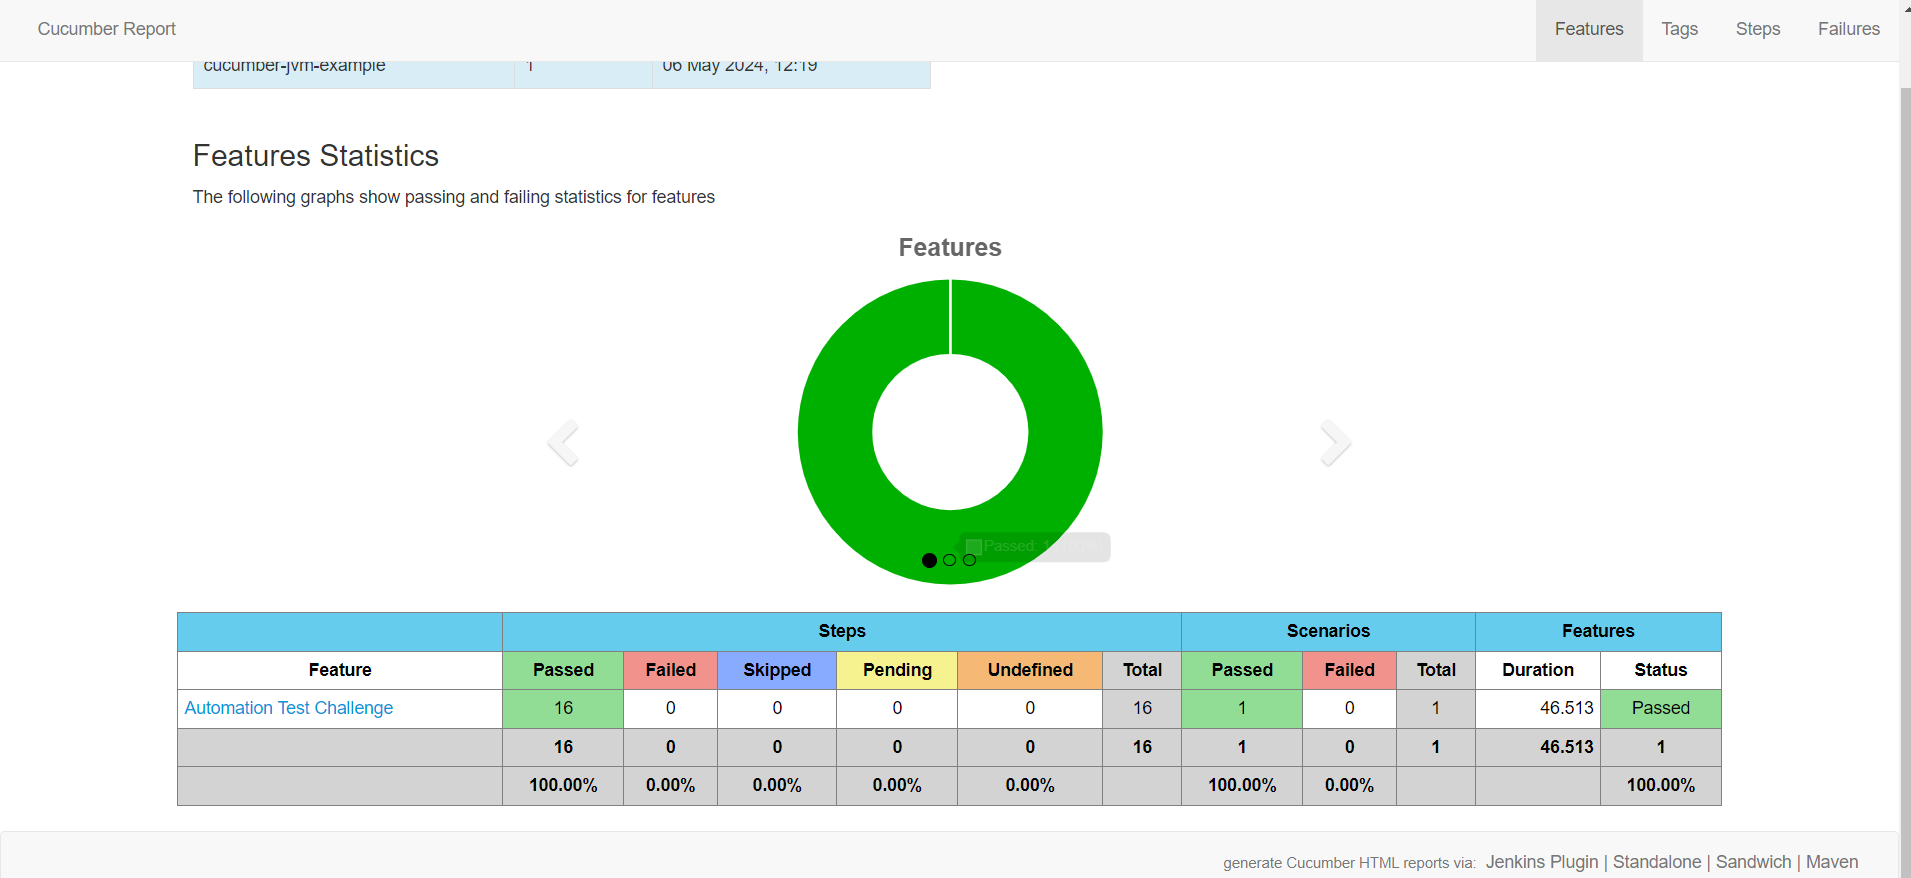 Cucumber Report Features Tags Steps Failures
cucumber-jvm-example 1 06 May 2024, 12:19
Features Statistics
The following graphs show passing and failing statistics for features
Features
Passed: 1
Steps Scenarios Features
Feature Passed Failed Skipped Pending Undefined Total Passed Failed Total Duration Status
Automation Test Challenge 16 0 0 0 0 16 1 0 1 46.513 Passed
16 0 0 0 0 16 1 0 1 46.513 1
100.00% 0.00% 0.00% 0.00% 0.00% 100.00% 0.00% 100.00%
generate Cucumber HTML reports via: Jenkins Plugin | Standalone | Sandwich | Maven